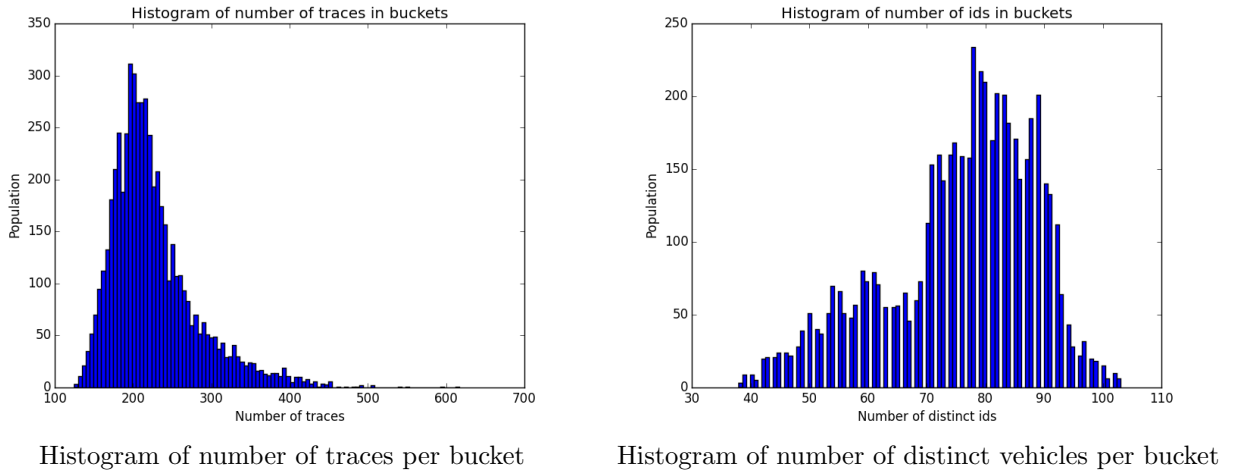 Histogram of number of traces in buckets
350
300
250
200
150
100
50
0
Population
100 200 300 400 500 600 700
Number of traces
Histogram of number of traces per bucket
Histogram of number of ids in buckets
250
200
150
100
50
0
Population
30 40 50 60 70 80 90 100 110
Number of distinct ids
Histogram of number of distinct vehicles per bucket